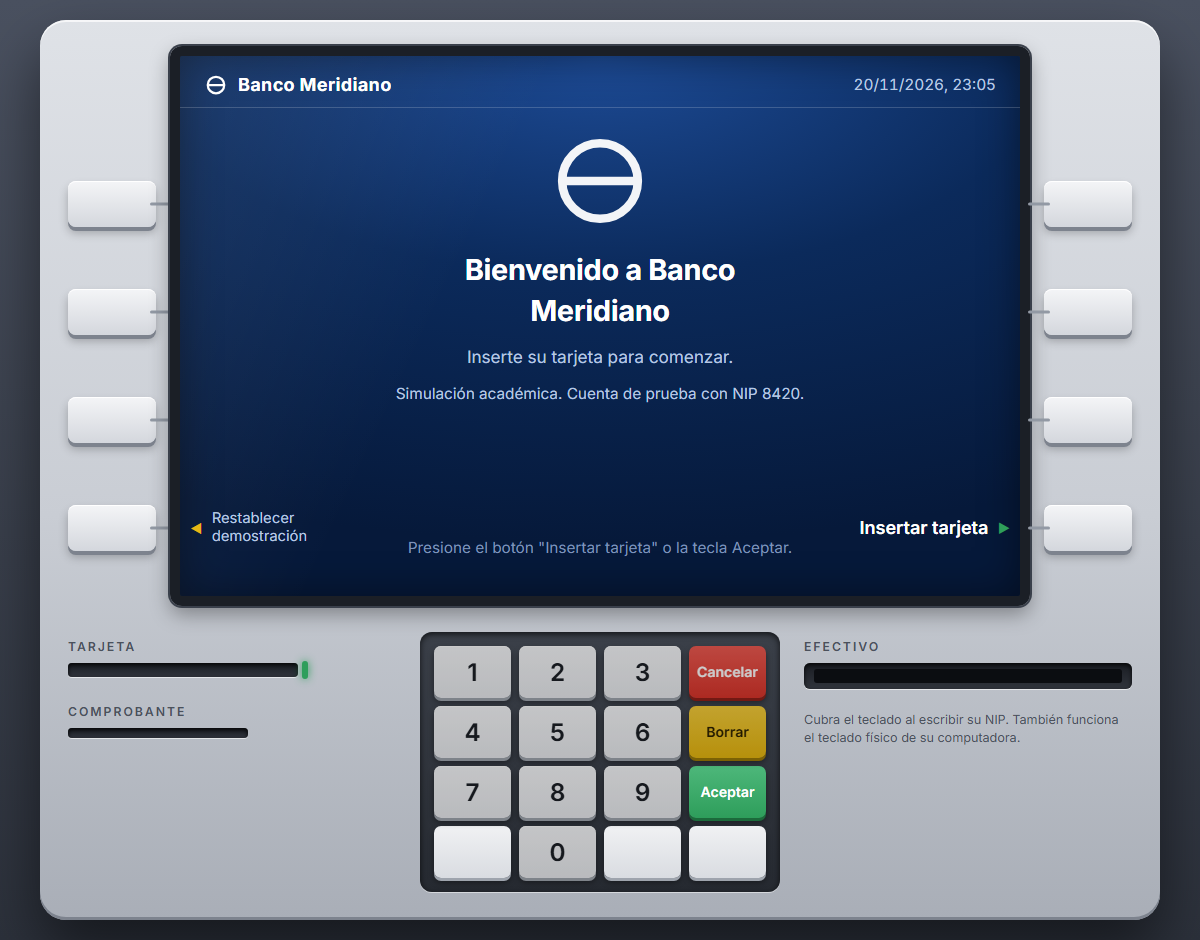 Banco Meridiano
20/11/2026, 23:05
Bienvenido a Banco
Meridiano
Inserte su tarjeta para comenzar.
Simulación académica. Cuenta de prueba con NIP 8420.
Restablecer
demostración
Insertar tarjeta
Presione el botón "Insertar tarjeta" o la tecla Aceptar.
TARJETA
COMPROBANTE
1 2 3 Cancelar
4 5 6 Borrar
7 8 9 Aceptar
0
EFECTIVO
Cubra el teclado al escribir su NIP. También funciona
el teclado físico de su computadora.